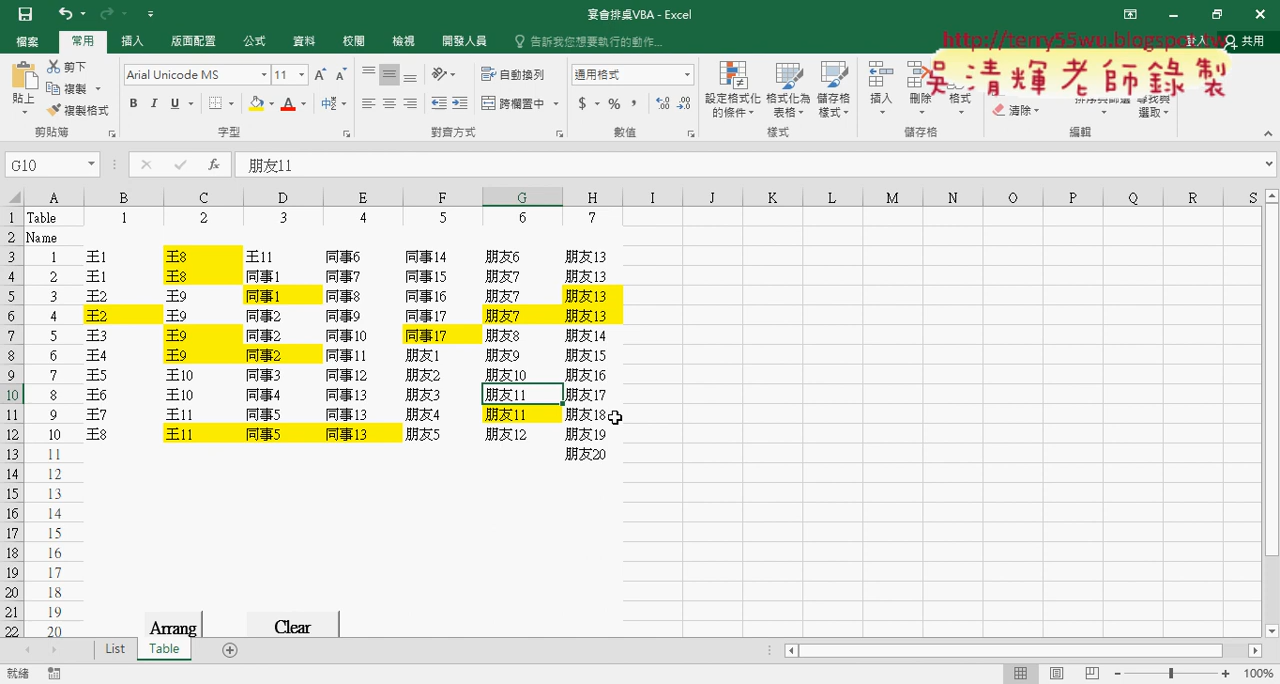 宴會排桌VBA - Excel
檔案 常用 插入 版面配置 公式 資料 校閱 檢視 開發人員 告訴我您想要執行的動作... 登入 共用
http://terry55wu.blogspot.tw
吳清輝老師錄製
剪下 Arial Unicode MS 11 自動換列 通用格式
貼上 複製 複製格式 B I U 跨欄置中 $ % 設定格式化的條件 格式化為表格 儲存格樣式 插入 刪除 格式 清除
剪貼簿 字型 對齊方式 數值 樣式 儲存格 編輯
G10 fx 朋友11
A B C D E F G H I J K L M N O P Q R S
1 Table 1 2 3 4 5 6 7
2 Name
3 1 王1 王8 王11 同事6 同事14 朋友6 朋友13
4 2 王1 王8 同事1 同事7 同事15 朋友7 朋友13
5 3 王2 王9 同事1 同事8 同事16 朋友7 朋友13
6 4 王2 王9 同事2 同事9 同事17 朋友7 朋友13
7 5 王3 王9 同事2 同事10 同事17 朋友8 朋友14
8 6 王4 王9 同事2 同事11 朋友1 朋友9 朋友15
9 7 王5 王10 同事3 同事12 朋友2 朋友10 朋友16
10 8 王6 王10 同事4 同事13 朋友3 朋友11 朋友17
11 9 王7 王11 同事5 同事13 朋友4 朋友11 朋友18
12 10 王8 王11 同事5 同事13 朋友5 朋友12 朋友19
13 11 朋友20
14 12
15 13
16 14
17 15
18 16
19 17
20 18
21 19
22 20 Arrang Clear
List Table
就緒 100%